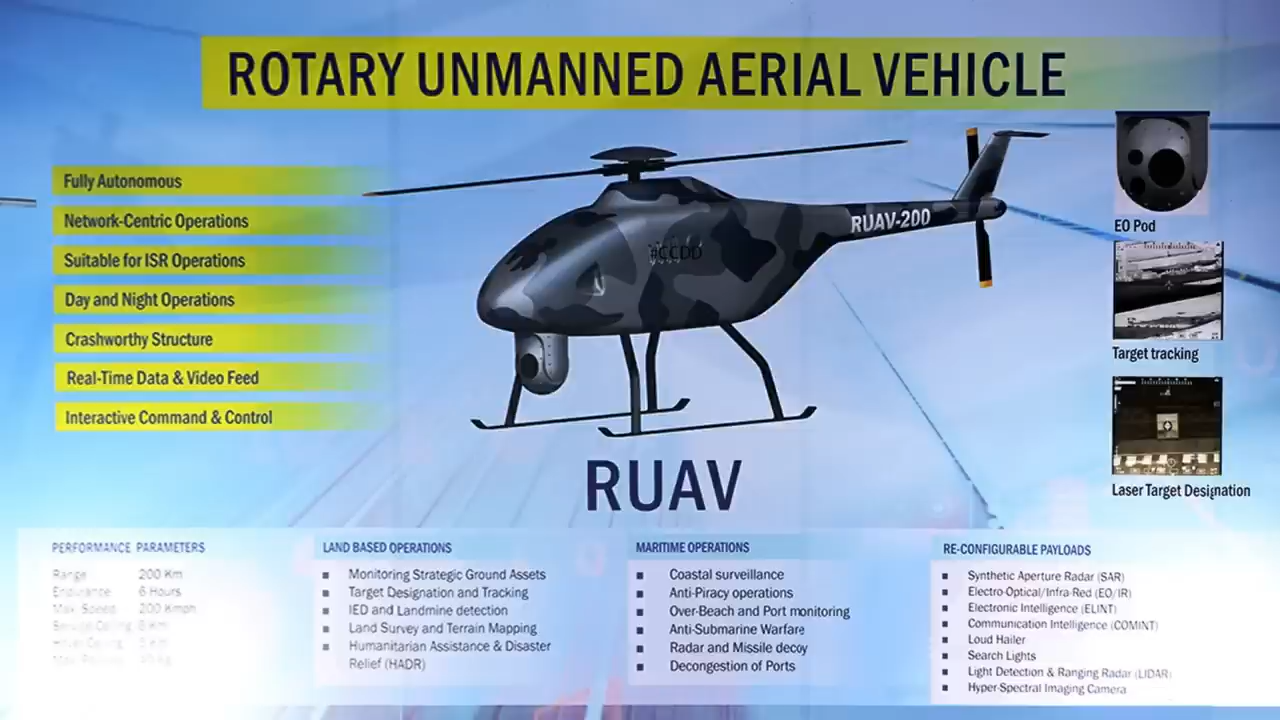 ROTARY UNMANNED AERIAL VEHICLE
Fully Autonomous
Network-Centric Operations
Suitable for ISR Operations
Day and Night Operations
Crashworthy Structure
Real-Time Data & Video Feed
Interactive Command & Control
RUAV-200
#CCDD
EO Pod
Target tracking
Laser Target Designation
RUAV
PERFORMANCE PARAMETERS
Range 200 Km
Endurance 6 Hours
Max. Speed 200 Kmph
Service Ceiling 6 Km
LAND BASED OPERATIONS
Monitoring Strategic Ground Assets
Target Designation and Tracking
IED and Landmine detection
Land Survey and Terrain Mapping
Humanitarian Assistance & Disaster
Relief (HADR)
MARITIME OPERATIONS
Coastal surveillance
Anti-Piracy operations
Over-Beach and Port monitoring
Anti-Submarine Warfare
Radar and Missile decoy
Decongestion of Ports
RE-CONFIGURABLE PAYLOADS
Synthetic Aperture Radar (SAR)
Electro-Optical/Infra-Red (EO/IR)
Electronic Intelligence (ELINT)
Communication Intelligence (COMINT)
Loud Hailer
Search Lights
Light Detection & Ranging Radar (LIDAR)
Hyper-Spectral Imaging Camera